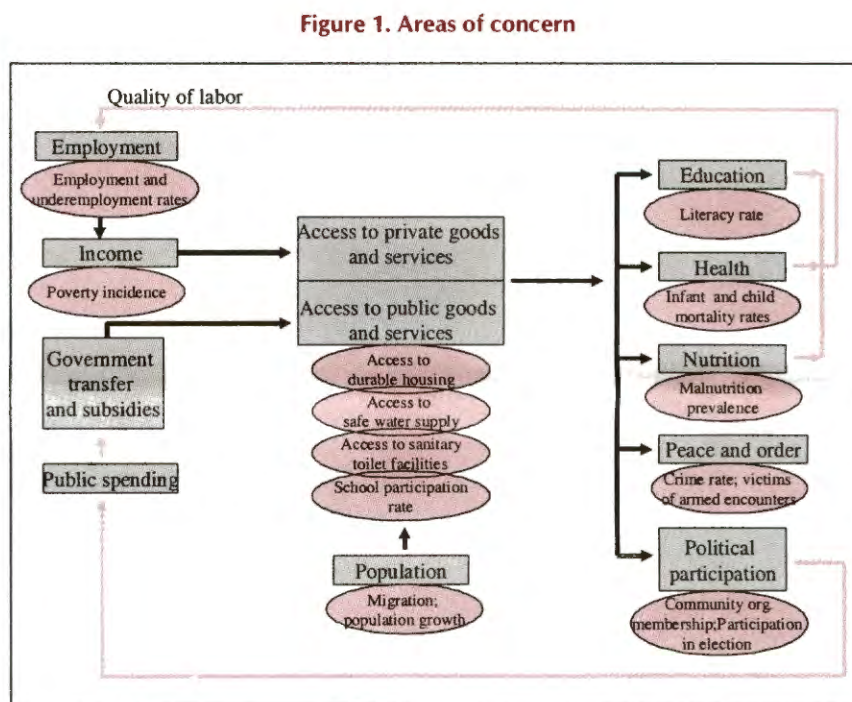 Figure 1. Areas of concern
Quality of labor
Employment
Employment and
underemployment rates
Income
Poverty incidence
Government
transfer
and subsidies
Public spending
Access to private goods
and services
Access to public goods
and services
Access to
durable housing
Access to
safe water supply
Access to sanitary
toilet facilities
School participation
rate
Population
Migration;
population growth
Education
Literacy rate
Health
Infant and child
mortality rates
Nutrition
Malnutrition
prevalence
Peace and order
Crime rate; victims
of armed encounters
Political
participation
Community org.
membership;Participation
in election